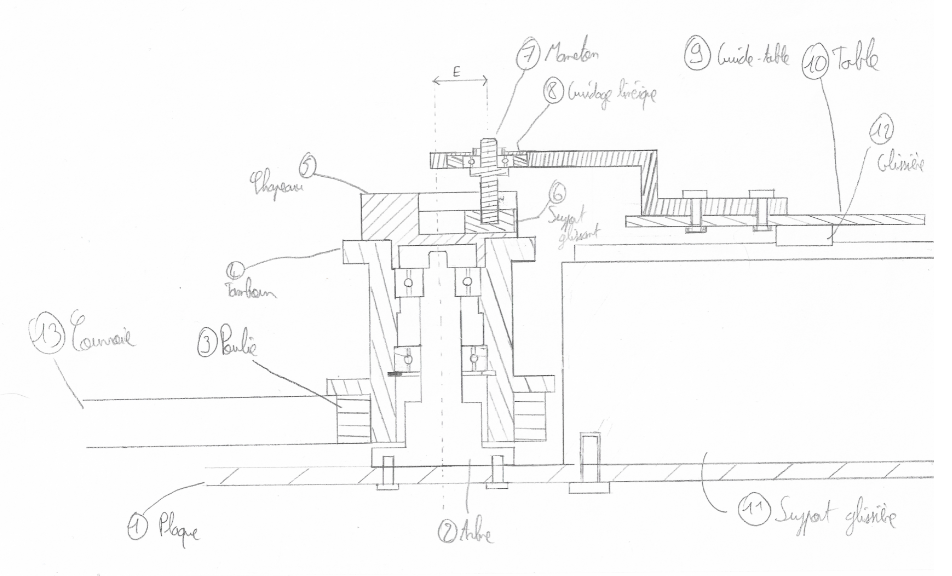 7 Maneton
9 Guide-table
10 Table
E
8 Guidage linéique
12 Glissière
5 Chapeau
6 Support
glissant
4
Tambour
13 Courroie
3 Poulie
11 Support glissière
1 Plaque
2 Arbre